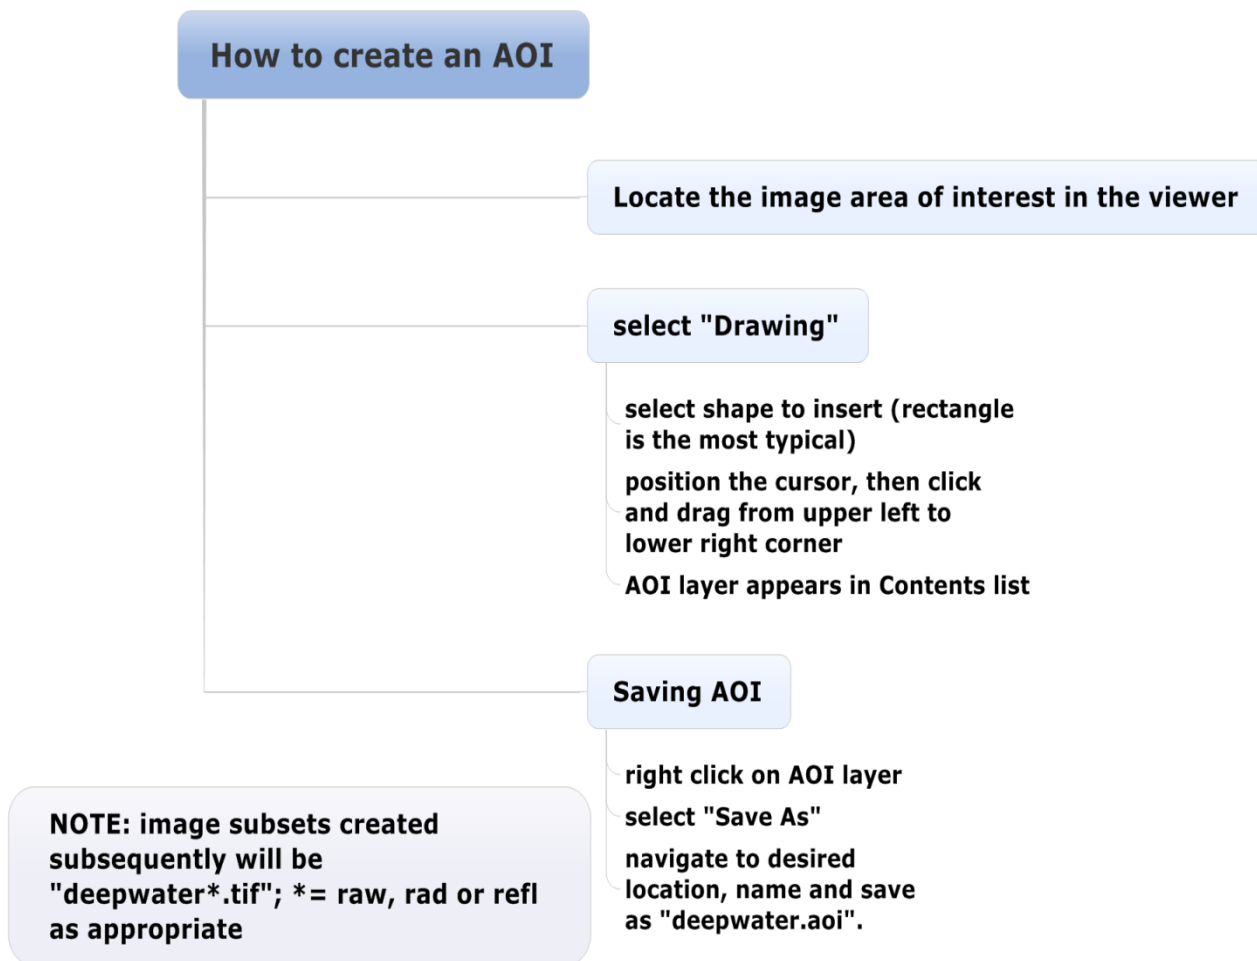 How to create an AOI
Locate the image area of interest in the viewer
select "Drawing"
select shape to insert (rectangle
is the most typical)
position the cursor, then click
and drag from upper left to
lower right corner
AOI layer appears in Contents list
Saving AOI
right click on AOI layer
select "Save As"
navigate to desired
location, name and save
as "deepwater.aoi".
NOTE: image subsets created
subsequently will be
"deepwater*.tif"; *= raw, rad or refl
as appropriate